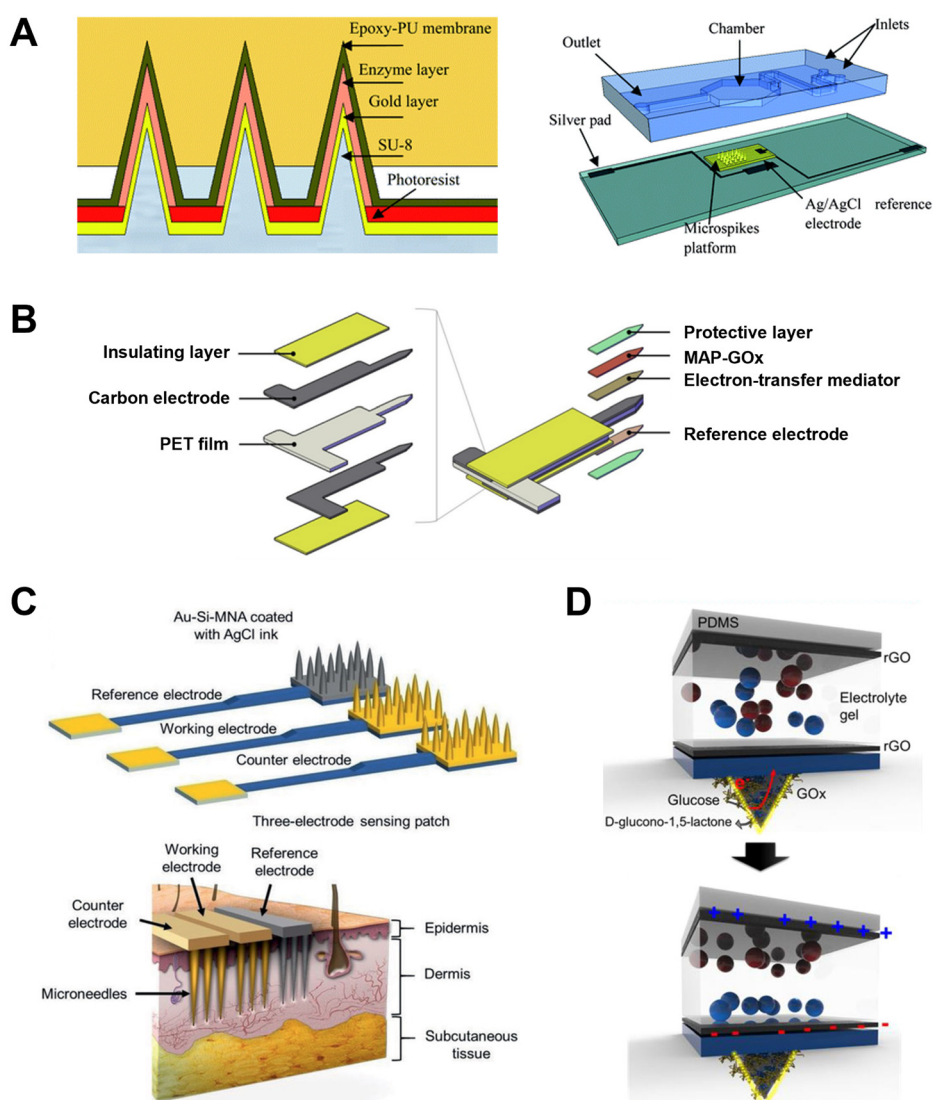 A
Epoxy-PU membrane
Enzyme layer
Gold layer
SU-8
Photoresist
Outlet
Chamber
Inlets
Silver pad
Microspikes
platform
Ag/AgCl reference
electrode
B
Insulating layer
Carbon electrode
PET film
Protective layer
MAP-GOx
Electron-transfer mediator
Reference electrode
C
Au-Si-MNA coated
with AgCl ink
Reference electrode
Working electrode
Counter electrode
Three-electrode sensing patch
Working
electrode
Reference
electrode
Counter
electrode
Microneedles
Epidermis
Dermis
Subcutaneous
tissue
D
PDMS
rGO
Electrolyte
gel
rGO
GOx
Glucose
D-glucono-1,5-lactone
+ + + + + + +
- - - - - - -